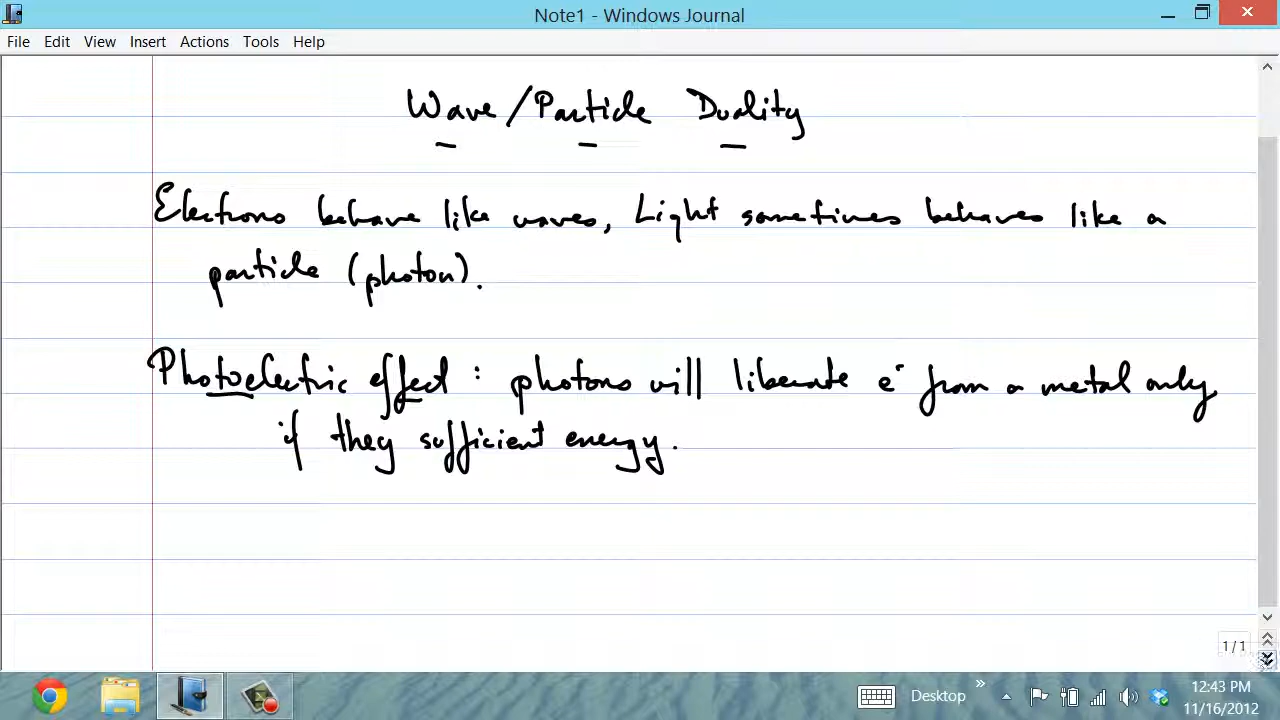 Note1 - Windows Journal
File Edit View Insert Actions Tools Help
Wave/Particle Duality
Electrons behave like waves, Light sometimes behaves like a
particle (photon).
Photoelectric effect : photons will liberate e⁻ from a metal only
if they sufficient energy.
1 / 1
Desktop
12:43 PM
11/16/2012